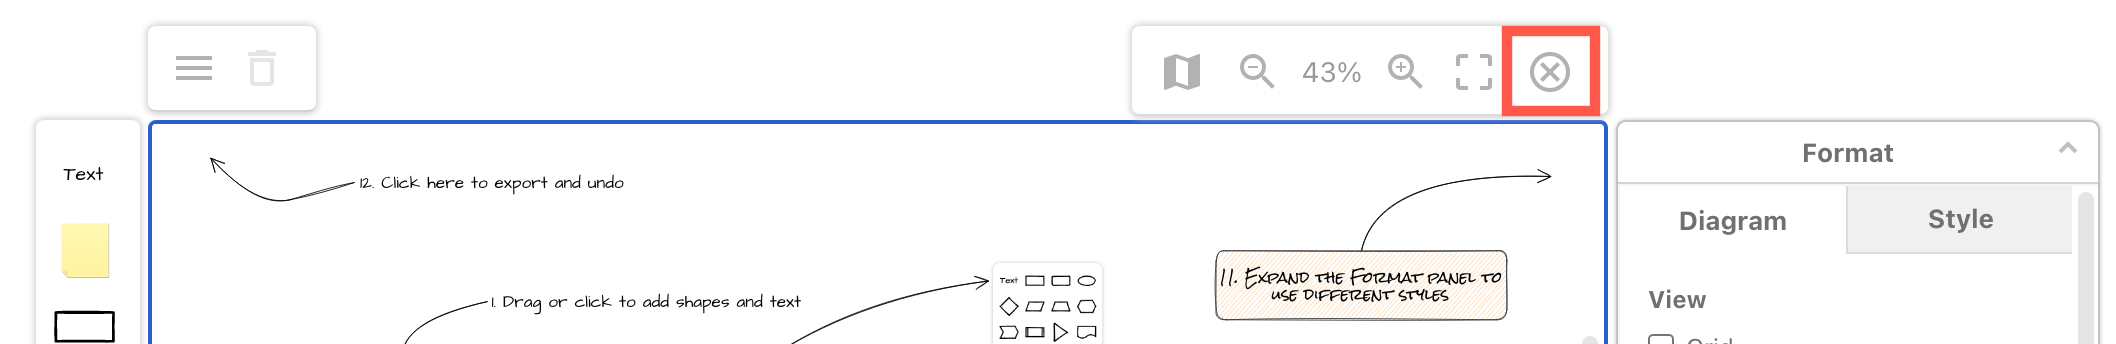 43%
Text
Format
12. Click here to export and undo
Diagram
Style
11. Expand the Format panel to
use different styles
Text
1. Drag or click to add shapes and text
View
Grid